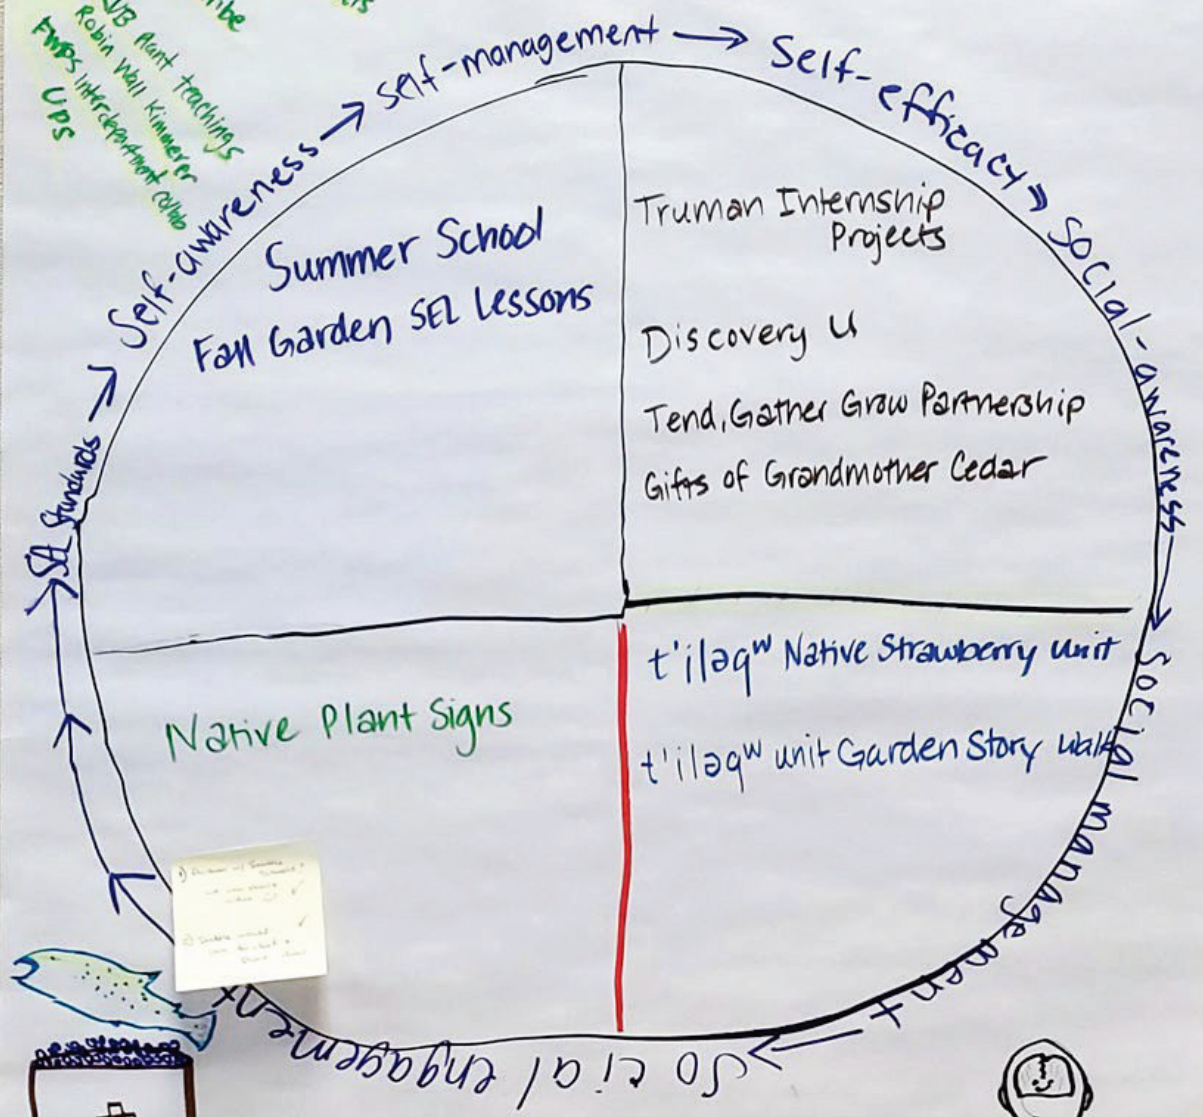 ribe
Plant teachings
Robin Wall Kimmerer
FWPS Interdepartment collab
UPS
SEL Standards → Self-awareness → self-management → Self-efficacy → Social-awareness → Social management → Social engagement
Summer School
Fall Garden SEL Lessons
Truman Internship
Projects
Discovery U
Tend, Gather Grow Partnership
Gifts of Grandmother Cedar
Native Plant Signs
t'iləqʷ Native Strawberry unit
t'iləqʷ unit Garden Story Walk